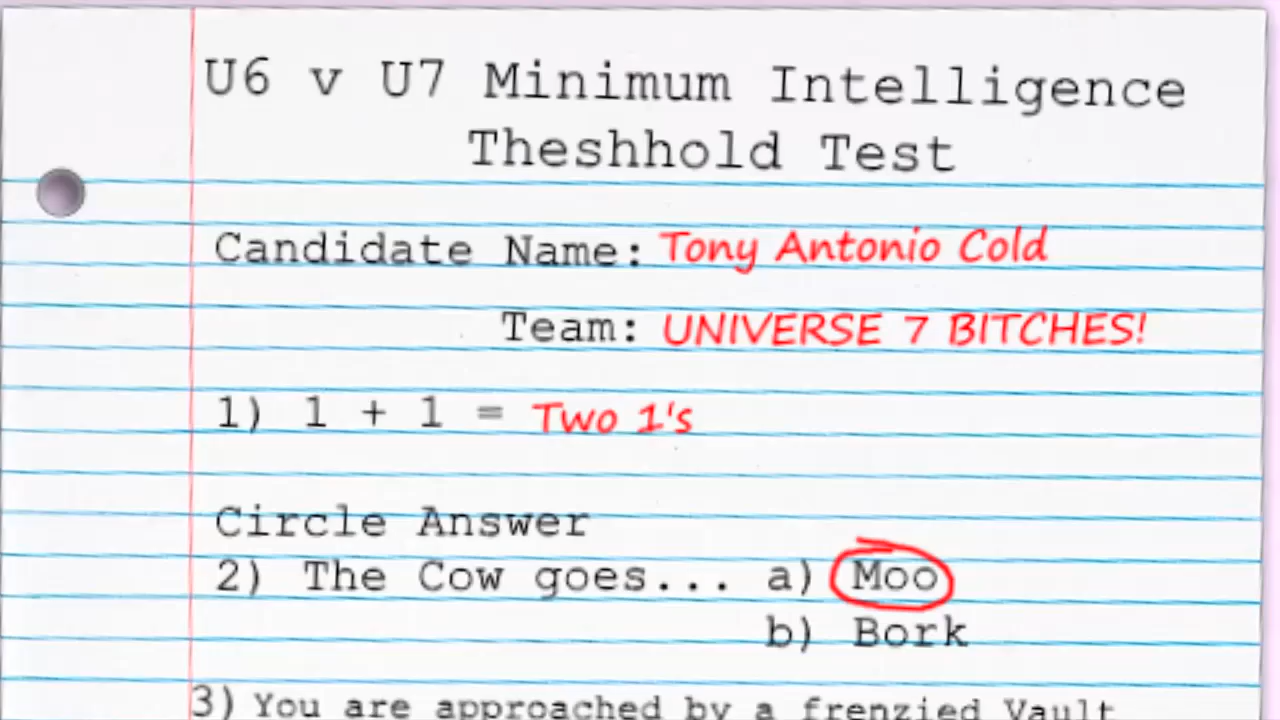 U6 v U7 Minimum Intelligence
Theshhold Test
Candidate Name: Tony Antonio Cold
Team: UNIVERSE 7 BITCHES!
1) 1 + 1 = Two 1's
Circle Answer
2) The Cow goes... a) Moo
b) Bork
3) You are approached by a frenzied Vault